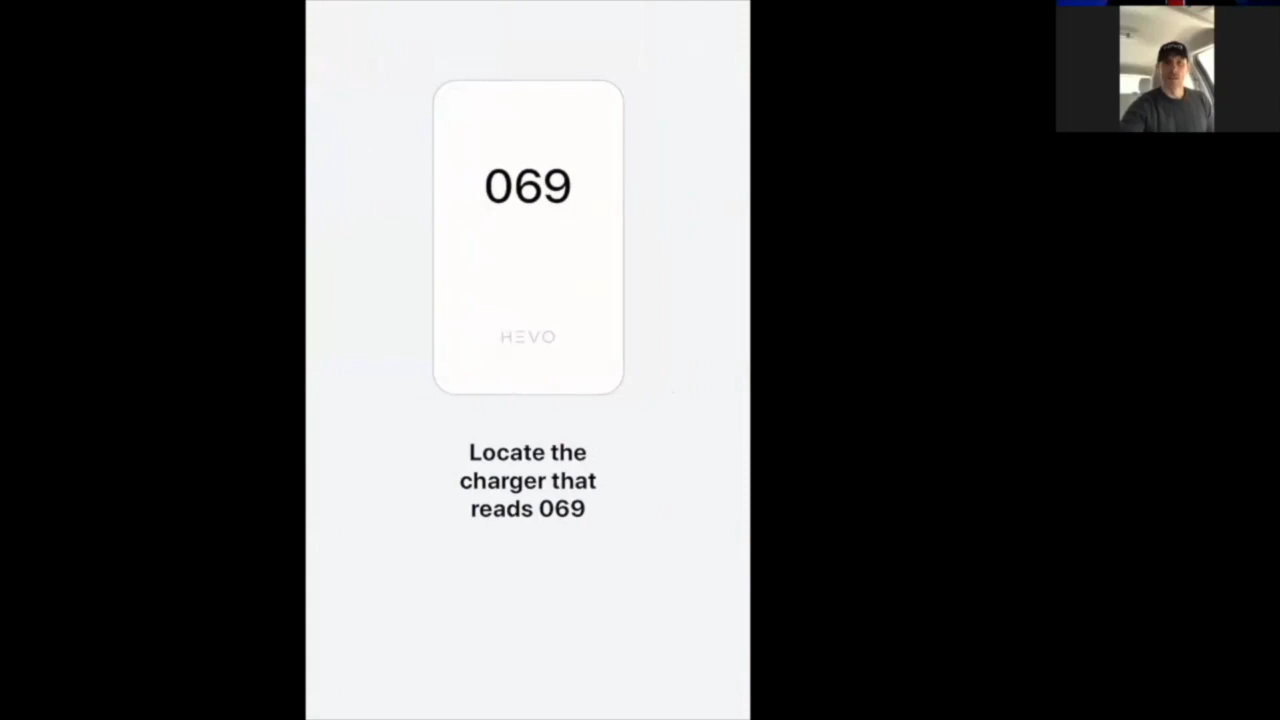 069
HEVO
Locate the
charger that
reads 069